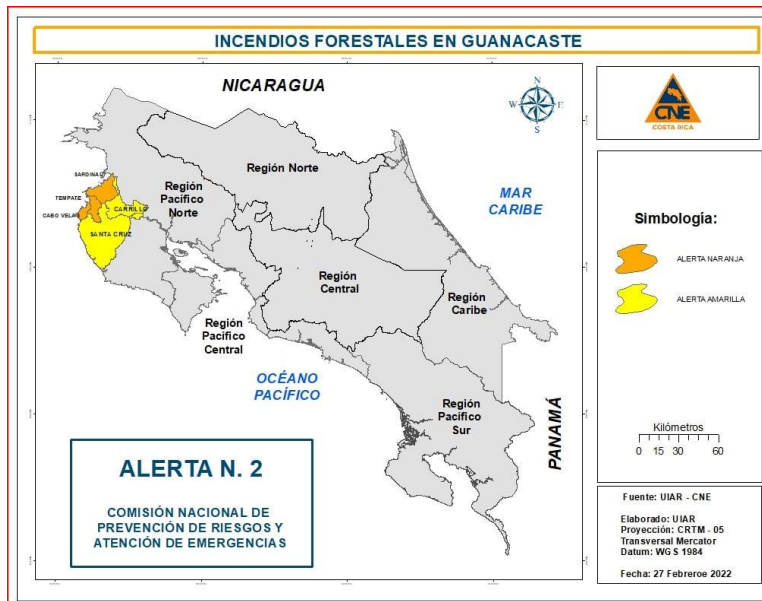 INCENDIOS FORESTALES EN GUANACASTE
NICARAGUA
N
W E
S
CNE
COSTA RICA
Región Norte
MAR
CARIBE
SARDINAL
Región
Pacífico
Norte
TEMPATE
CARRILLO
CABO VELAS
SANTA CRUZ
Región
Central
Región
Caribe
Región
Pacífico
Central
OCÉANO
PACÍFICO
Región
Pacífico
Sur
PANAMÁ
ALERTA N. 2
COMISIÓN NACIONAL DE
PREVENCIÓN DE RIESGOS Y
ATENCIÓN DE EMERGENCIAS
Simbología:
ALERTA NARANJA
ALERTA AMARILLA
Kilómetros
0 15 30 60
Fuente: UIAR - CNE
Elaborado: UIAR
Proyección: CRTM - 05
Transversal Mercator
Datum: WGS 1984
Fecha: 27 Febreroe 2022